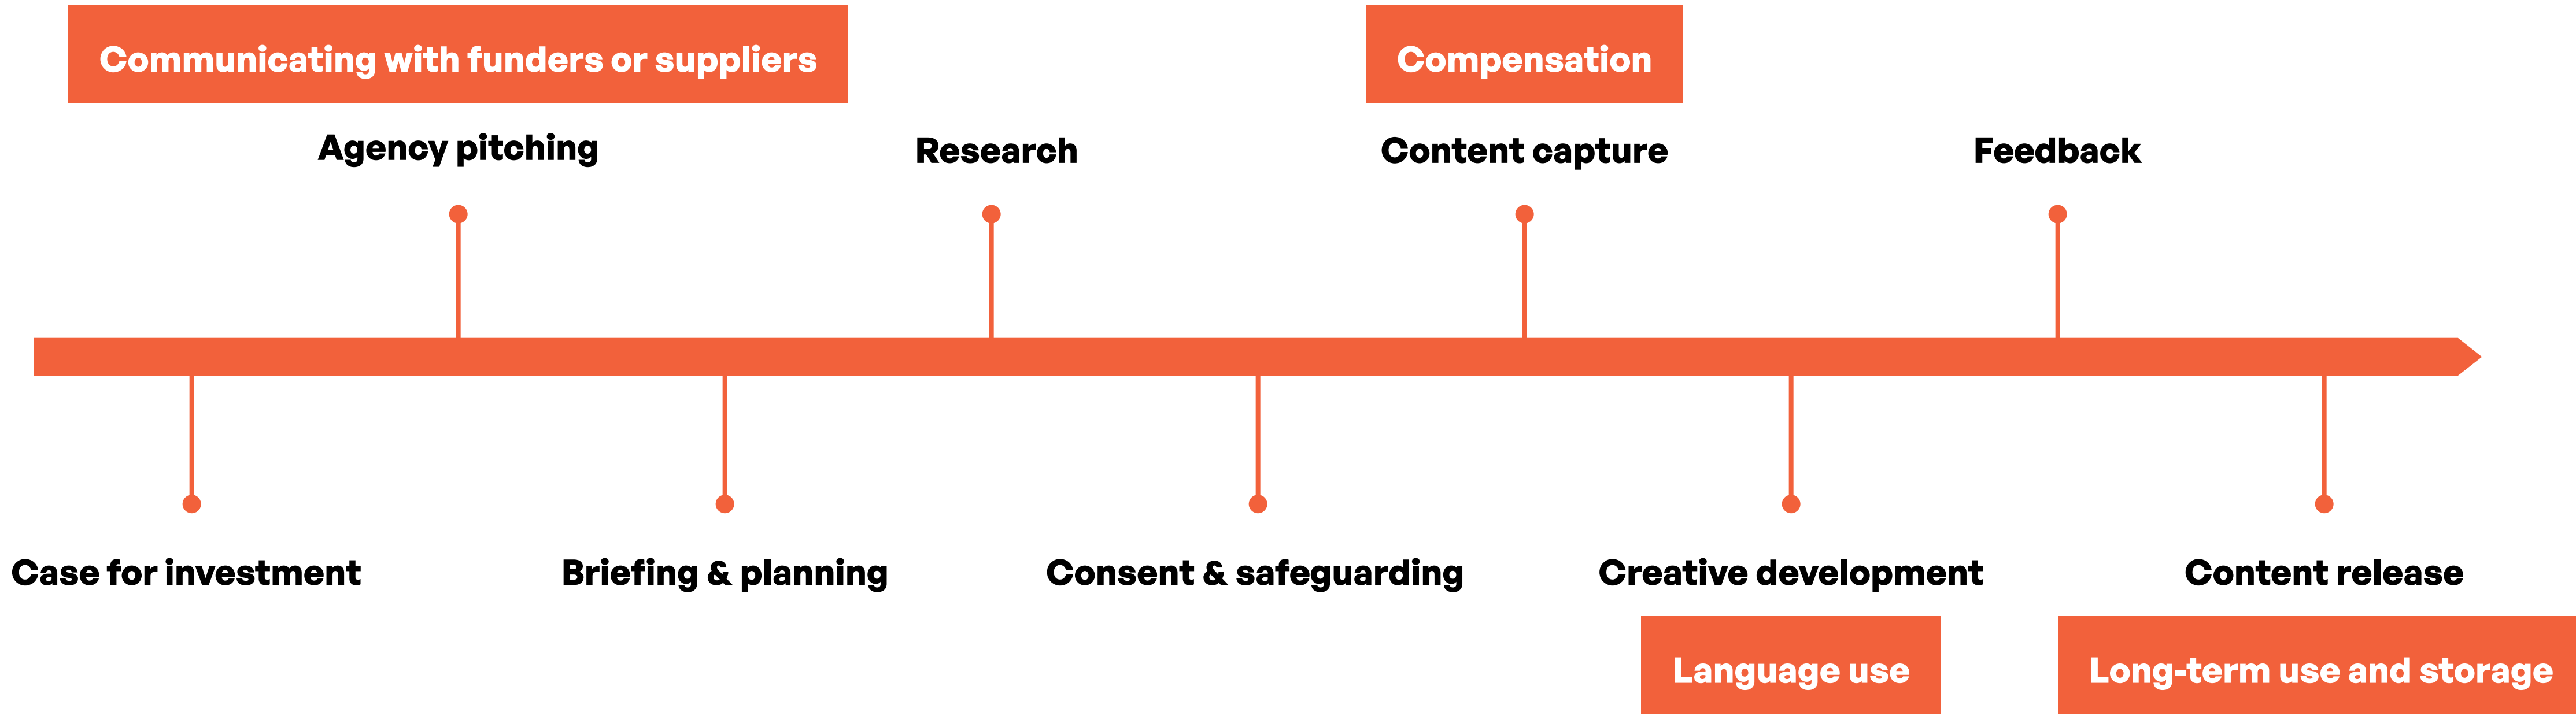 Communicating with funders or suppliers
Compensation
Agency pitching
Research
Content capture
Feedback
Case for investment
Briefing & planning
Consent & safeguarding
Creative development
Content release
Language use
Long-term use and storage